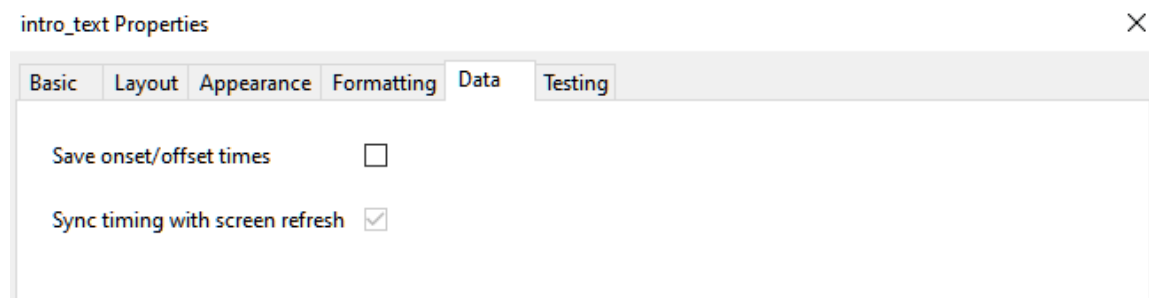 intro_text Properties
Basic Layout Appearance Formatting Data Testing
Save onset/offset times
Sync timing with screen refresh